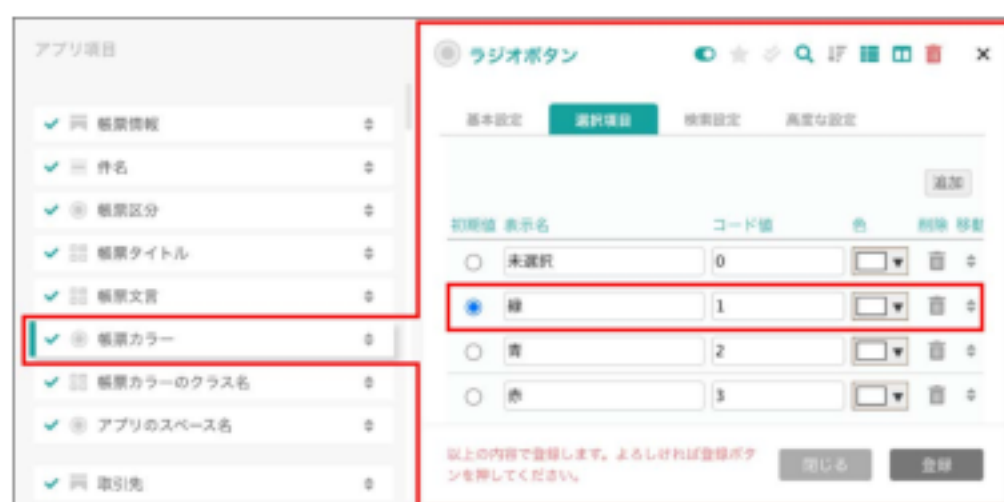 アプリ項目
帳票情報
件名
帳票区分
帳票タイトル
帳票文言
帳票カラー
帳票カラーのクラス名
アプリのスペース名
取引先
ラジオボタン
基本設定 選択項目 検索設定 高度な設定
追加
初期値 表示名 コード値 色 削除 移動
未選択 0
緑 1
青 2
赤 3
以上の内容で登録します。よろしければ登録ボタ
ンを押してください。
閉じる 登録